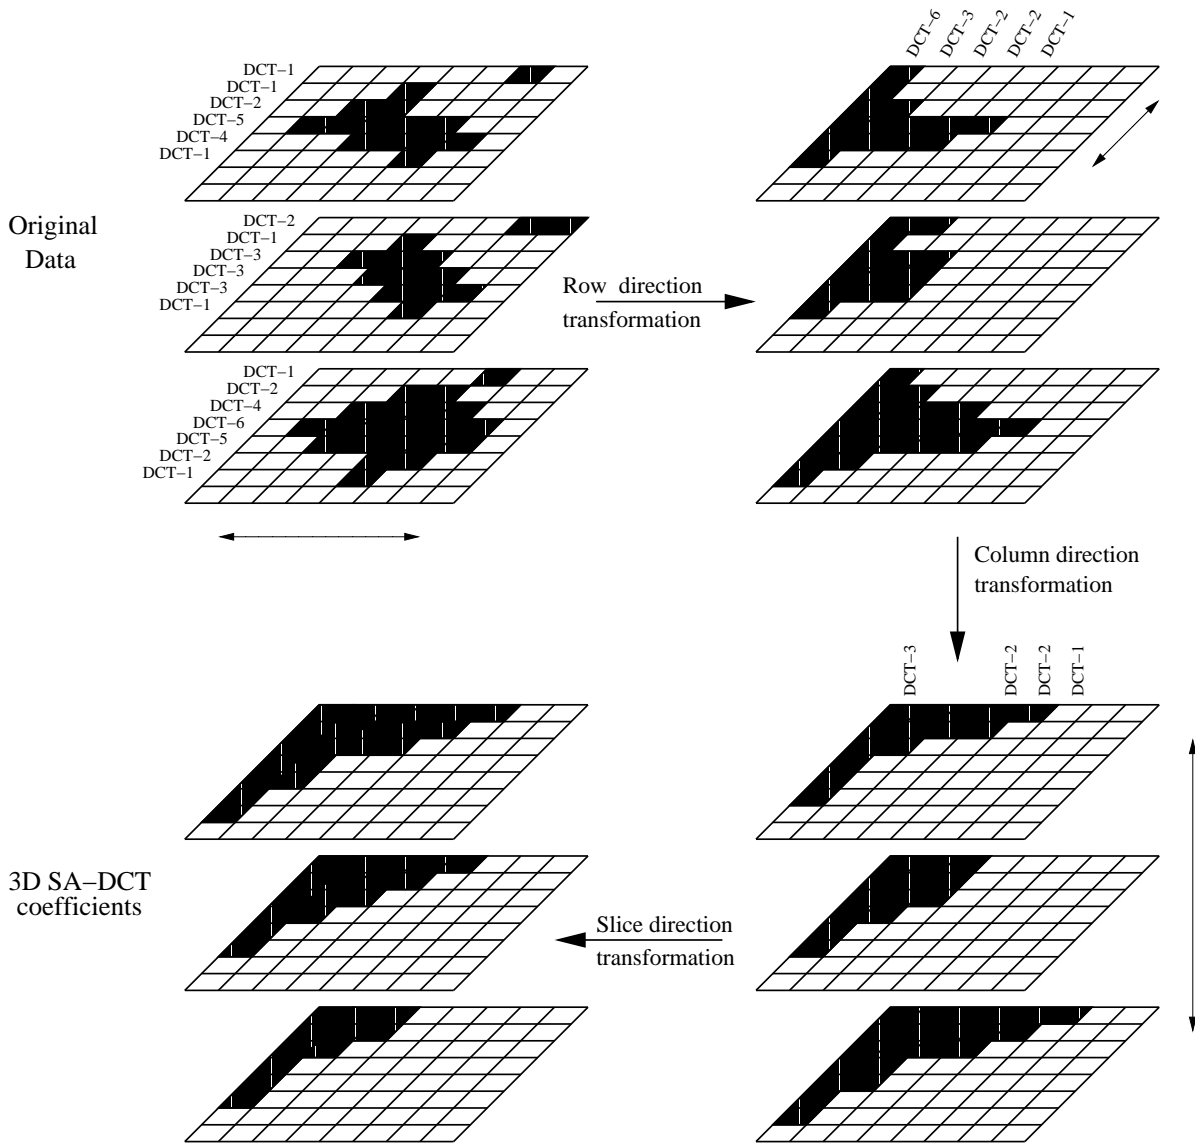 DCT−6
DCT−3
DCT−2
DCT−2
DCT−1
DCT−1
DCT−1
DCT−2
DCT−5
DCT−4
DCT−1
Original
Data
DCT−2
DCT−1
DCT−3
DCT−3
DCT−3
DCT−1
Row direction
transformation
DCT−1
DCT−2
DCT−4
DCT−6
DCT−5
DCT−2
DCT−1
Column direction
transformation
DCT−3
DCT−2
DCT−2
DCT−1
3D SA−DCT
coefficients
Slice direction
transformation